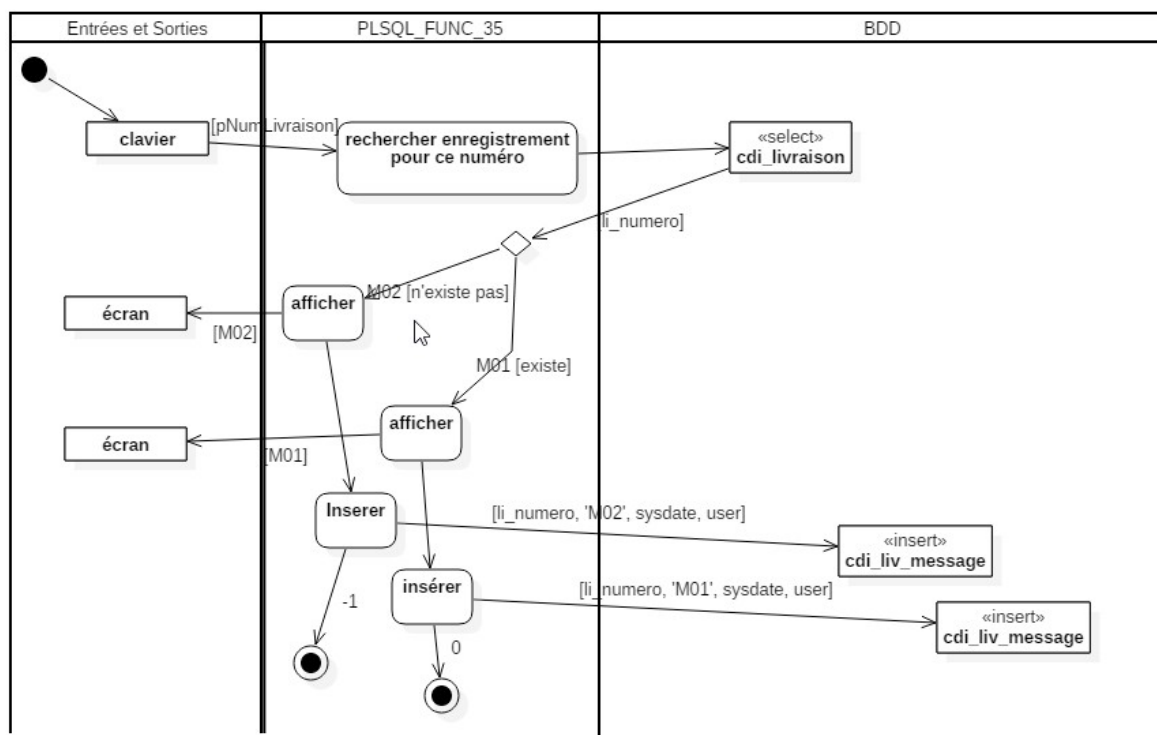 Entrées et Sorties
PLSQL_FUNC_35
BDD
clavier
[pNumLivraison]
rechercher enregistrement
pour ce numéro
«select»
cdi_livraison
[li_numero]
M02 [n'existe pas]
afficher
écran
[M02]
M01 [existe]
afficher
écran
[M01]
Inserer
[li_numero, 'M02', sysdate, user]
«insert»
cdi_liv_message
insérer
[li_numero, 'M01', sysdate, user]
«insert»
cdi_liv_message
-1
0